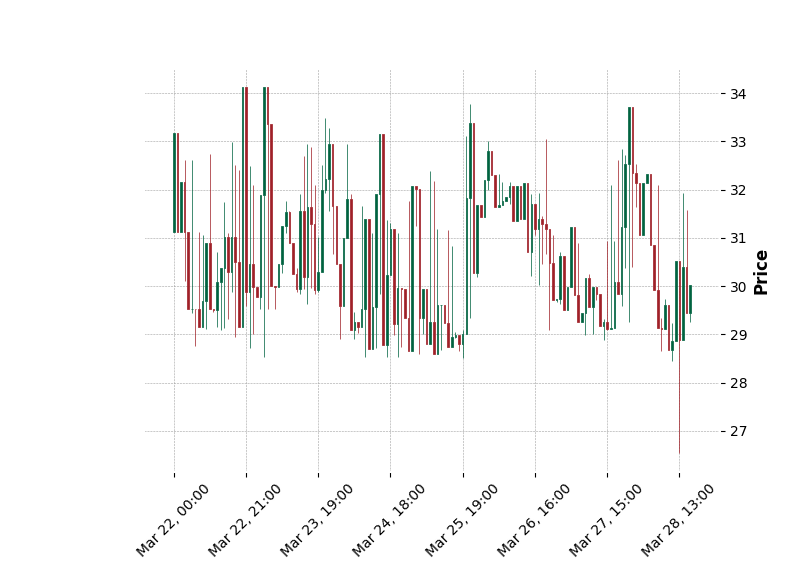 34
33
32
31
30
29
28
27
Price
Mar 22, 00:00
Mar 22, 21:00
Mar 23, 19:00
Mar 24, 18:00
Mar 25, 19:00
Mar 26, 16:00
Mar 27, 15:00
Mar 28, 13:00